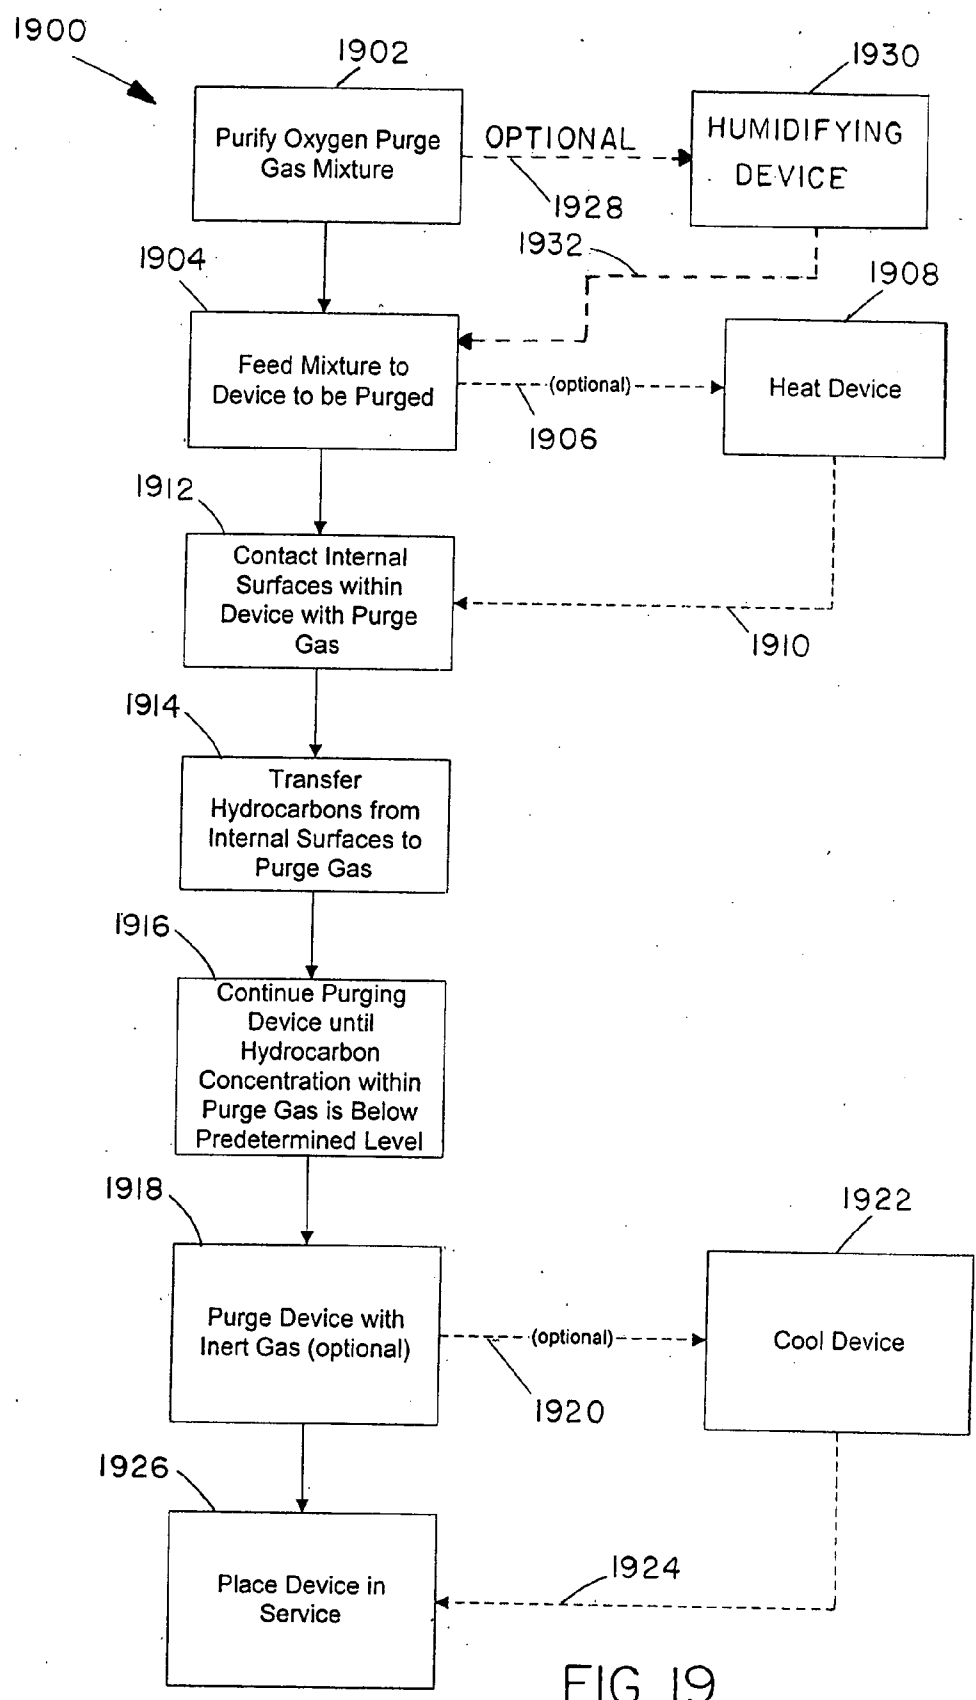 1900
1902
Purify Oxygen Purge
Gas Mixture
OPTIONAL
1928
1930
HUMIDIFYING
DEVICE
1932
1904
Feed Mixture to
Device to be Purged
(optional)
1906
1908
Heat Device
1912
Contact Internal
Surfaces within
Device with Purge
Gas
1910
1914
Transfer
Hydrocarbons from
Internal Surfaces to
Purge Gas
1916
Continue Purging
Device until
Hydrocarbon
Concentration within
Purge Gas is Below
Predetermined Level
1918
Purge Device with
Inert Gas (optional)
(optional)
1920
1922
Cool Device
1926
Place Device in
Service
1924
FIG 19